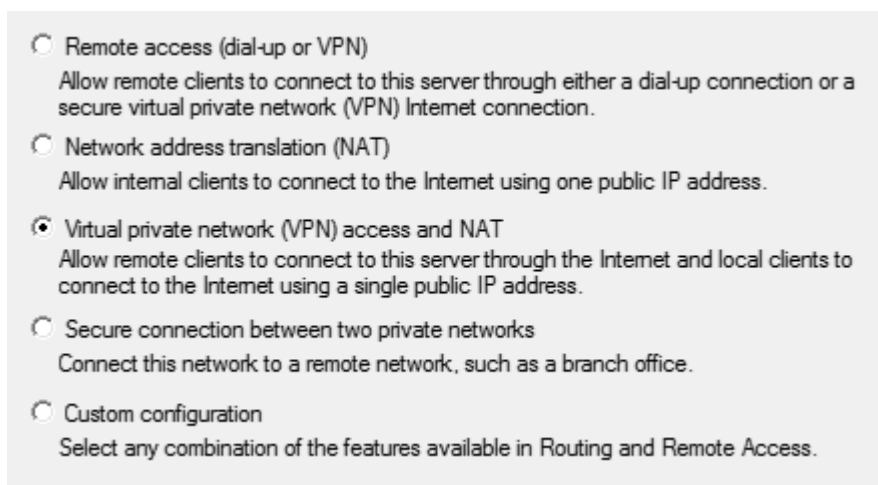 Remote access (dial-up or VPN)
Allow remote clients to connect to this server through either a dial-up connection or a
secure virtual private network (VPN) Internet connection.
Network address translation (NAT)
Allow internal clients to connect to the Internet using one public IP address.
Virtual private network (VPN) access and NAT
Allow remote clients to connect to this server through the Internet and local clients to
connect to the Internet using a single public IP address.
Secure connection between two private networks
Connect this network to a remote network, such as a branch office.
Custom configuration
Select any combination of the features available in Routing and Remote Access.